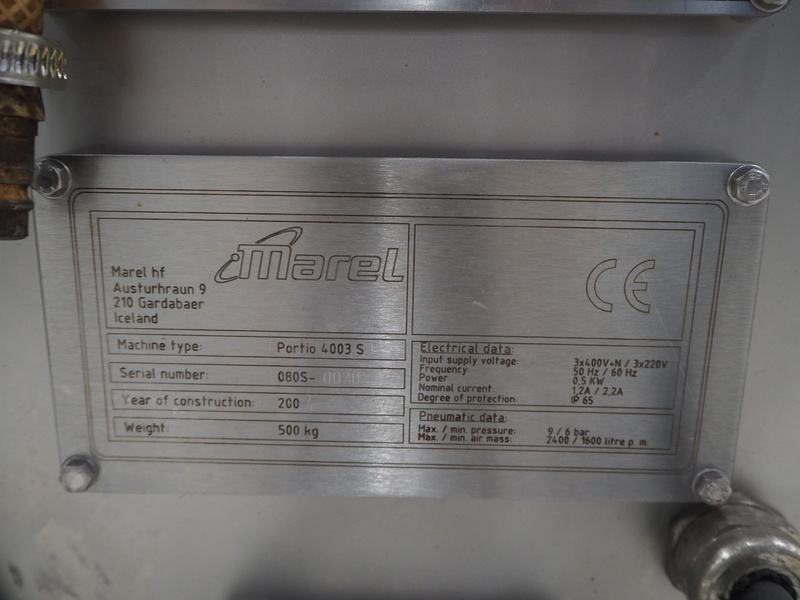 marel
Marel hf
Austurhraun 9
210 Gardabaer
Iceland
CE
Machine type: Portio 4003 S
Serial number: 080S-
Year of construction: 200
Weight: 500 kg
Electrical data:
Input supply voltage: 3x400V+N / 3x220V
Frequency: 50 Hz / 60 Hz
Power 0,5 KW
Nominal current: 1,2A / 2,2A
Degree of protection: IP 65
Pneumatic data:
Max. / min. pressure: 9 / 6 bar
Max. / min. air mass: 2400 / 1600 litre p. m.